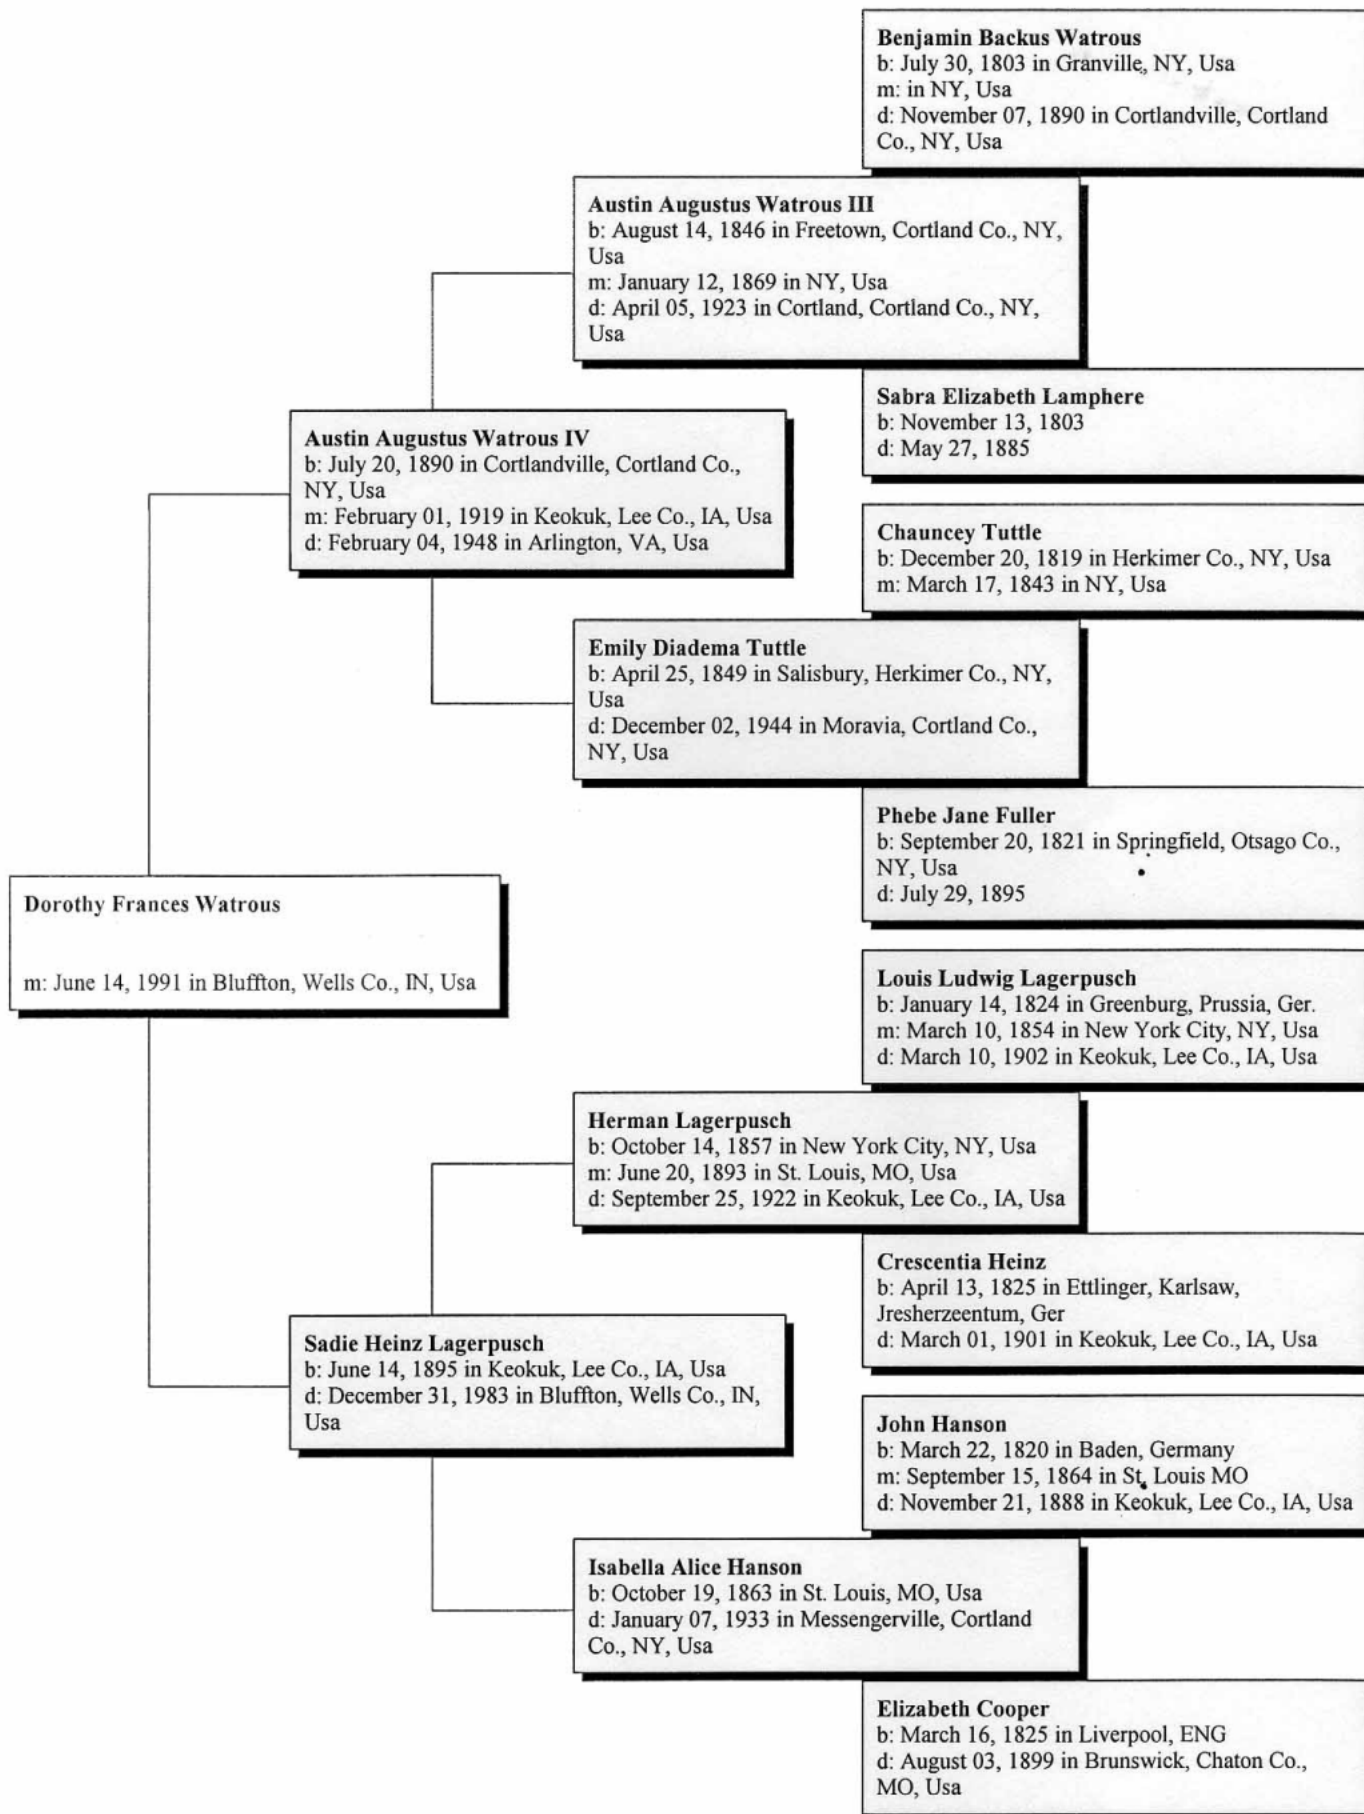 Benjamin Backus Watrous
b: July 30, 1803 in Granville, NY, Usa
m: in NY, Usa
d: November 07, 1890 in Cortlandville, Cortland
Co., NY, Usa
Austin Augustus Watrous III
b: August 14, 1846 in Freetown, Cortland Co., NY,
Usa
m: January 12, 1869 in NY, Usa
d: April 05, 1923 in Cortland, Cortland Co., NY,
Usa
Sabra Elizabeth Lamphere
b: November 13, 1803
d: May 27, 1885
Austin Augustus Watrous IV
b: July 20, 1890 in Cortlandville, Cortland Co.,
NY, Usa
m: February 01, 1919 in Keokuk, Lee Co., IA, Usa
d: February 04, 1948 in Arlington, VA, Usa
Chauncey Tuttle
b: December 20, 1819 in Herkimer Co., NY, Usa
m: March 17, 1843 in NY, Usa
Emily Diadema Tuttle
b: April 25, 1849 in Salisbury, Herkimer Co., NY,
Usa
d: December 02, 1944 in Moravia, Cortland Co.,
NY, Usa
Phebe Jane Fuller
b: September 20, 1821 in Springfield, Otsago Co.,
NY, Usa
d: July 29, 1895
Dorothy Frances Watrous
m: June 14, 1991 in Bluffton, Wells Co., IN, Usa
Louis Ludwig Lagerpusch
b: January 14, 1824 in Greenburg, Prussia, Ger.
m: March 10, 1854 in New York City, NY, Usa
d: March 10, 1902 in Keokuk, Lee Co., IA, Usa
Herman Lagerpusch
b: October 14, 1857 in New York City, NY, Usa
m: June 20, 1893 in St. Louis, MO, Usa
d: September 25, 1922 in Keokuk, Lee Co., IA, Usa
Crescentia Heinz
b: April 13, 1825 in Ettlinger, Karlsaw,
Jresherzeentum, Ger
d: March 01, 1901 in Keokuk, Lee Co., IA, Usa
Sadie Heinz Lagerpusch
b: June 14, 1895 in Keokuk, Lee Co., IA, Usa
d: December 31, 1983 in Bluffton, Wells Co., IN,
Usa
John Hanson
b: March 22, 1820 in Baden, Germany
m: September 15, 1864 in St. Louis MO
d: November 21, 1888 in Keokuk, Lee Co., IA, Usa
Isabella Alice Hanson
b: October 19, 1863 in St. Louis, MO, Usa
d: January 07, 1933 in Messengerville, Cortland
Co., NY, Usa
Elizabeth Cooper
b: March 16, 1825 in Liverpool, ENG
d: August 03, 1899 in Brunswick, Chaton Co.,
MO, Usa